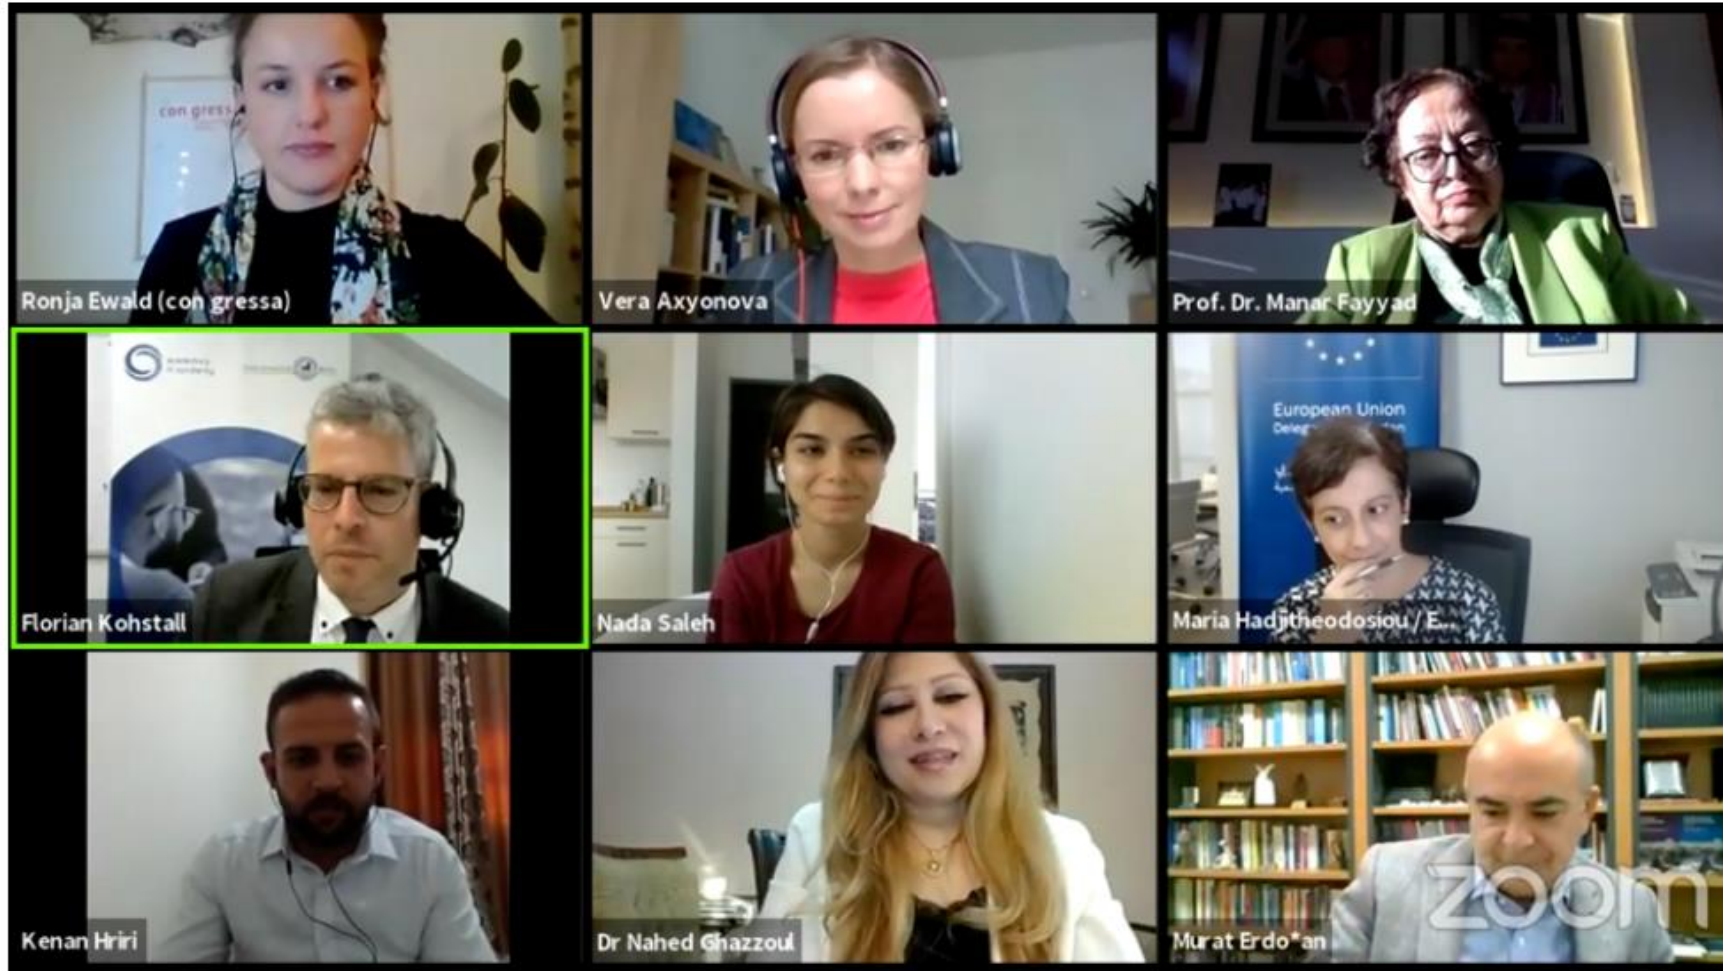 con gress
Ronja Ewald (con gressa)
Vera Axyonova
Prof. Dr. Manar Fayyad
Florian Kohstall
Nada Saleh
European Union
Maria Hadjitheodosiou / E...
Kenan Hriri
Dr Nahed Ghazzoul
Murat Erdo*an
zoom